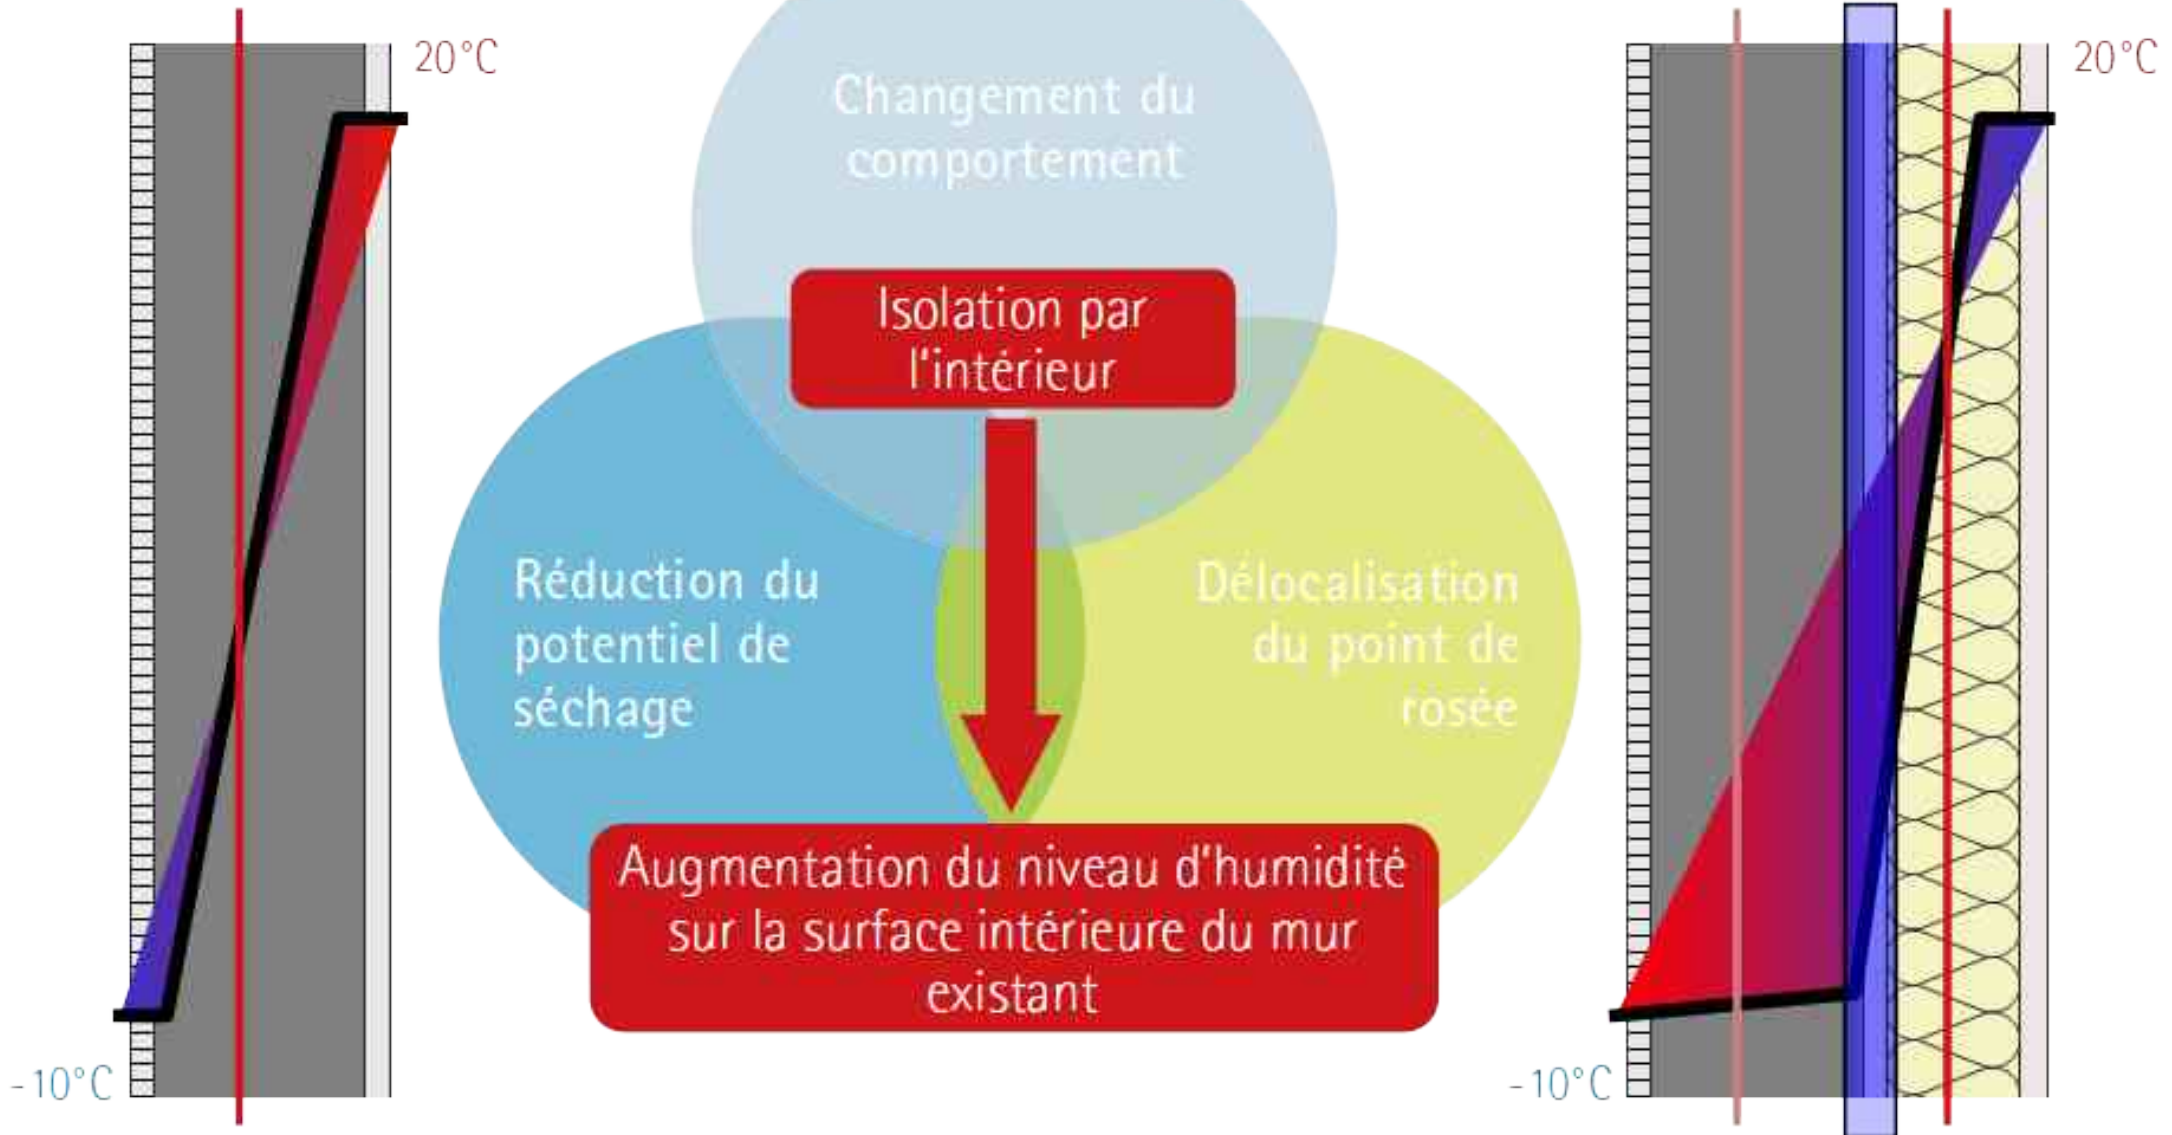 20°C
-10°C
Changement du
comportement
Isolation par
l'intérieur
Réduction du
potentiel de
séchage
Délocalisation
du point de
rosée
Augmentation du niveau d'humidité
sur la surface intérieure du mur
existant
20°C
-10°C